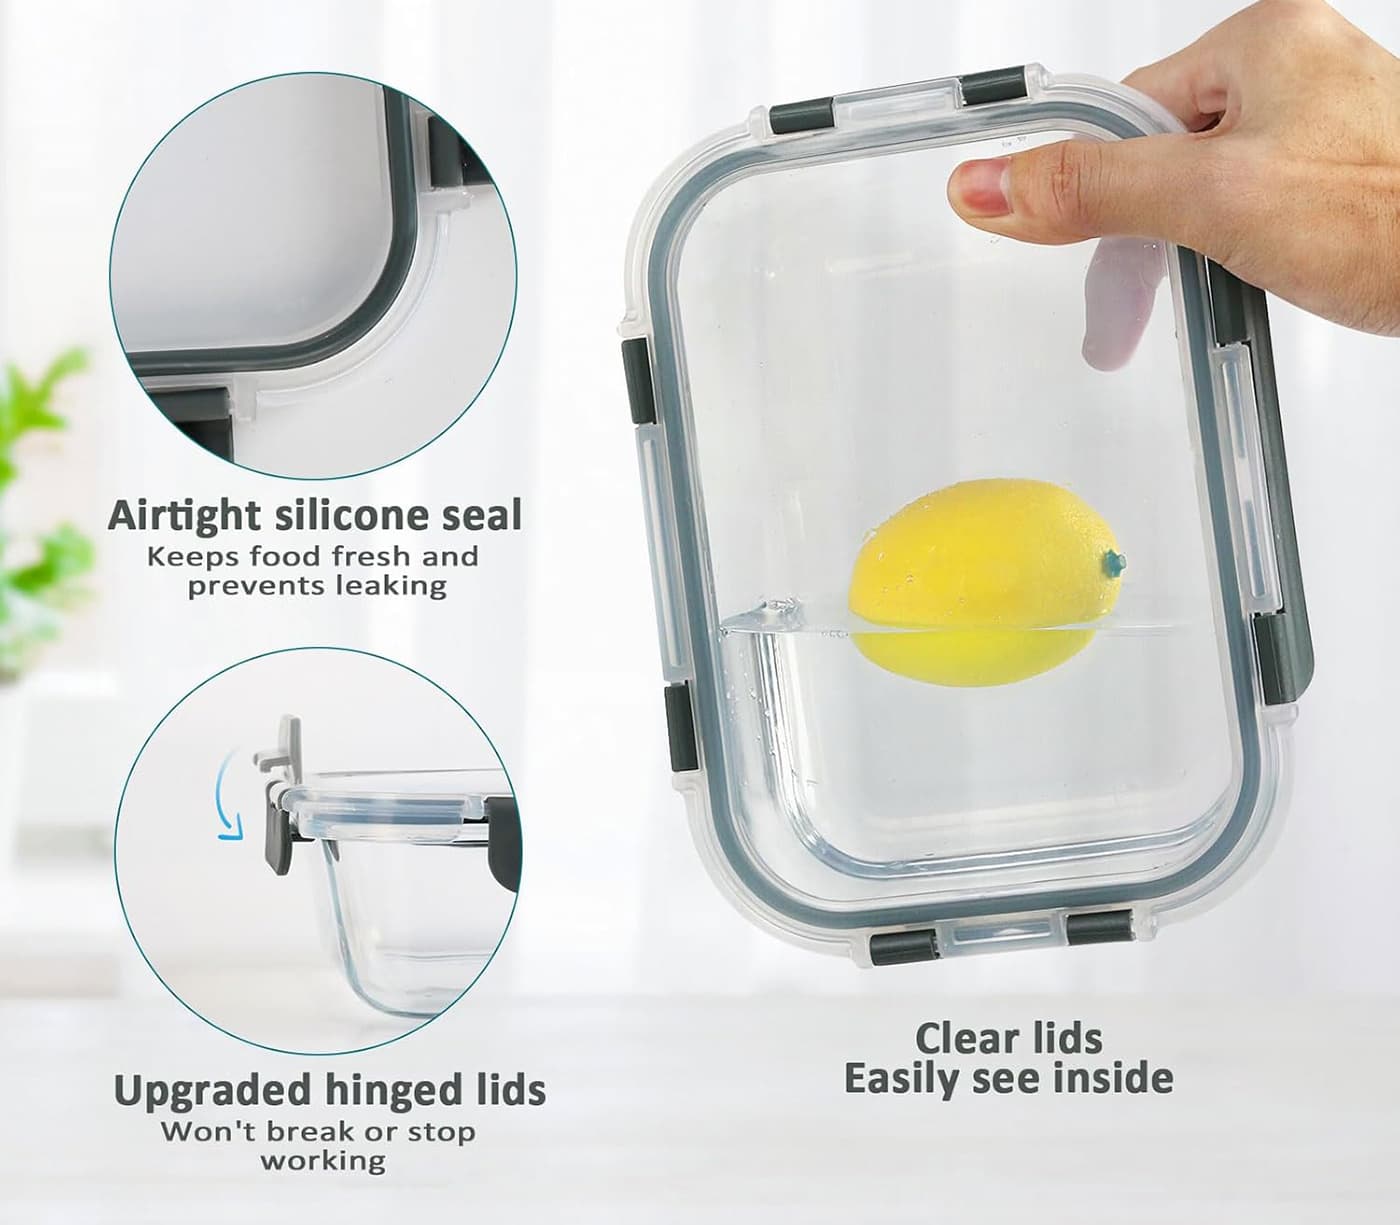 Airtight silicone seal
Keeps food fresh and
prevents leaking
Upgraded hinged lids
Won't break or stop
working
Clear lids
Easily see inside